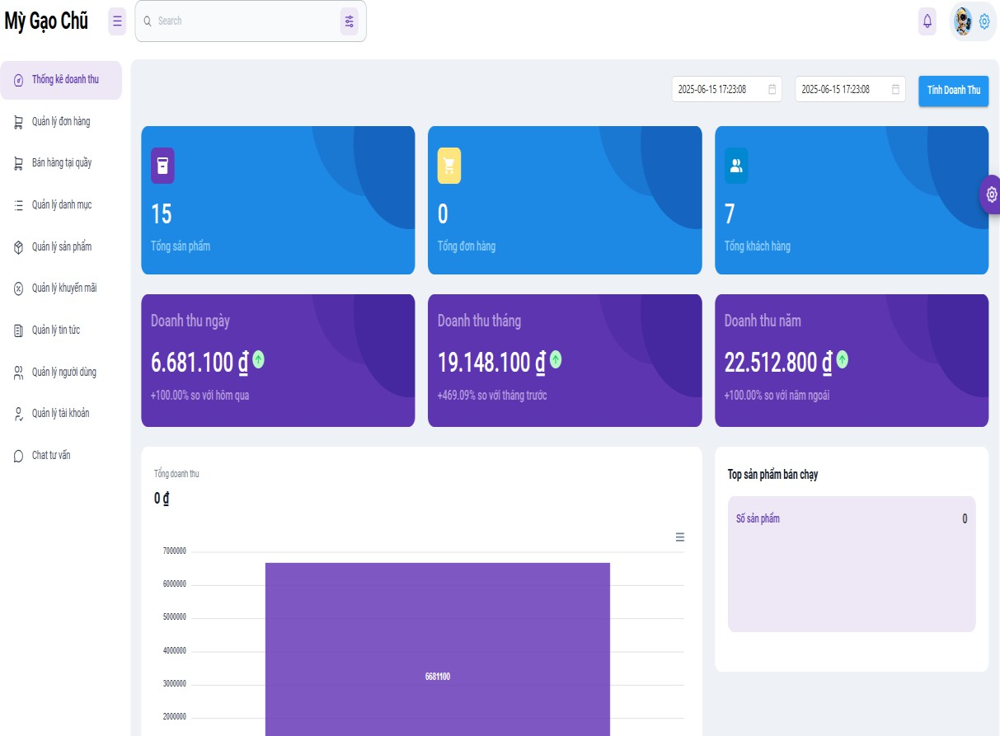 Mỳ Gạo Chũ
Search
Thống kê doanh thu
Quản lý đơn hàng
Bán hàng tại quầy
Quản lý danh mục
Quản lý sản phẩm
Quản lý khuyến mãi
Quản lý tin tức
Quản lý người dùng
Quản lý tài khoản
Chat tư vấn
2025-06-15 17:23:08
2025-06-15 17:23:08
Tính Doanh Thu
15
Tổng sản phẩm
0
Tổng đơn hàng
7
Tổng khách hàng
Doanh thu ngày
6.681.100 ₫
+100.00% so với hôm qua
Doanh thu tháng
19.148.100 ₫
+469.09% so với tháng trước
Doanh thu năm
22.512.800 ₫
+100.00% so với năm ngoái
Tổng doanh thu
0 ₫
7000000
6000000
5000000
4000000
3000000
2000000
6681100
Top sản phẩm bán chạy
Số sản phẩm
0